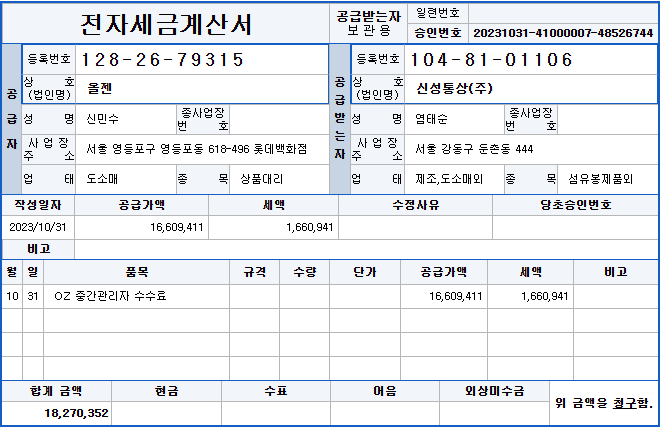 전자세금계산서
공급받는자
보 관 용
일련번호
승인번호 20231031-41000007-48526744
공급자
등록번호 128-26-79315
상 호
(법인명) 올젠
성 명 신민수 종사업장
번 호
사 업 장
주 소 서울 영등포구 영등포동 618-496 롯데백화점
업 태 도소매 종 목 상품대리
공급받는자
등록번호 104-81-01106
상 호
(법인명) 신성통상(주)
성 명 염태순 종사업장
번 호
사 업 장
주 소 서울 강동구 둔촌동 444
업 태 제조,도소매외 종 목 섬유봉제품외
작성일자 공급가액 세액 수정사유 당초승인번호
2023/10/31 16,609,411 1,660,941
비고
월 일 품목 규격 수량 단가 공급가액 세액 비고
10 31 OZ 중간관리자 수수료 16,609,411 1,660,941
합계 금액 현금 수표 어음 외상미수금 위 금액을 청구함.
18,270,352